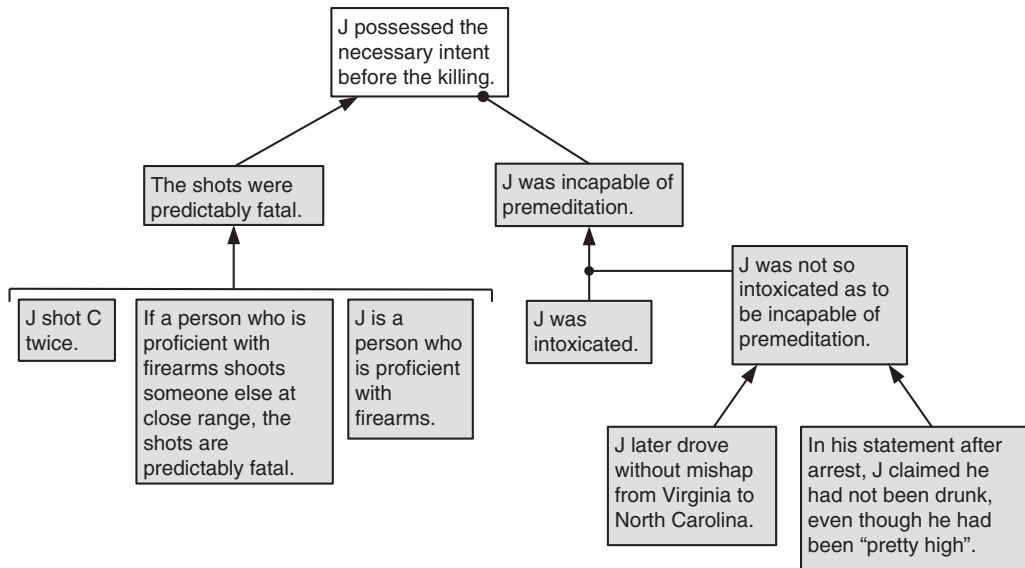 J possessed the
necessary intent
before the killing.
The shots were
predictably fatal.
J was incapable of
premeditation.
J was not so
intoxicated as to
be incapable of
premeditation.
J shot C
twice.
If a person who is
proficient with
firearms shoots
someone else at
close range, the
shots are
predictably fatal.
J is a
person who
is proficient
with
firearms.
J was
intoxicated.
J later drove
without mishap
from Virginia to
North Carolina.
In his statement after
arrest, J claimed he
had not been drunk,
even though he had
been “pretty high”.